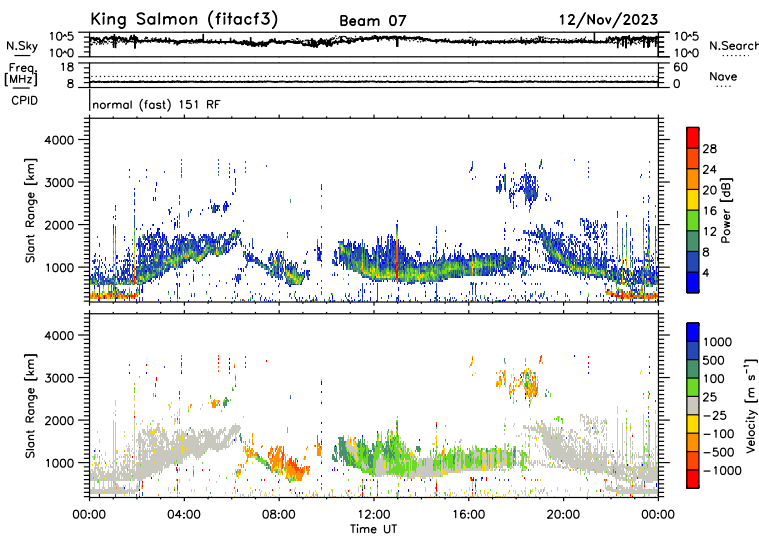 King Salmon (fitacf3) Beam 07 12/Nov/2023
N.Sky 10^5 10^0 10^5 10^0 N.Search
Freq. [MHz] 18 8 60 0 Nave
CPID normal (fast) 151 RF
Slant Range [km] 4000 3000 2000 1000
Power [dB] 28 24 20 16 12 8 4
Slant Range [km] 4000 3000 2000 1000
Velocity [m s⁻¹] 1000 500 100 25 −25 −100 −500 −1000
00:00 04:00 08:00 12:00 16:00 20:00 00:00
Time UT